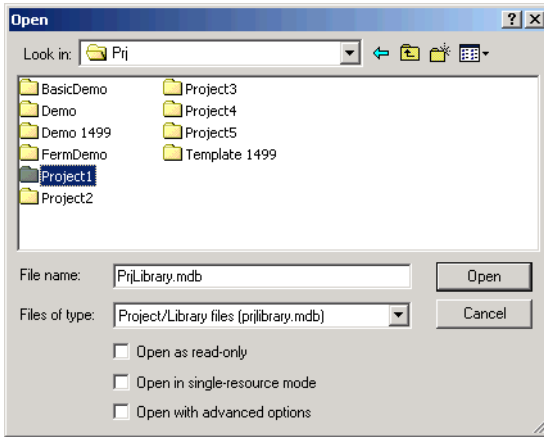 Open
Look in: Prj
BasicDemo
Demo
Demo 1499
FermDemo
Project1
Project2
Project3
Project4
Project5
Template 1499
File name: PrjLibrary.mdb Open
Files of type: Project/Library files (prjlibrary.mdb) Cancel
Open as read-only
Open in single-resource mode
Open with advanced options